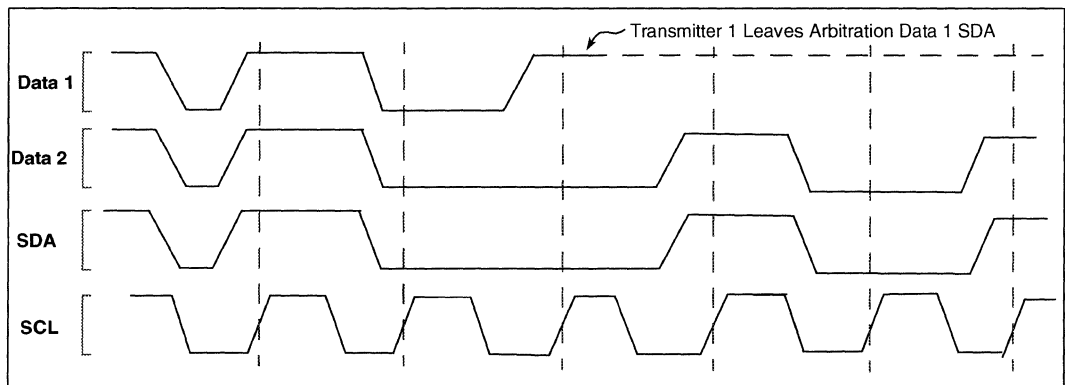 Transmitter 1 Leaves Arbitration Data 1 SDA
Data 1
Data 2
SDA
SCL